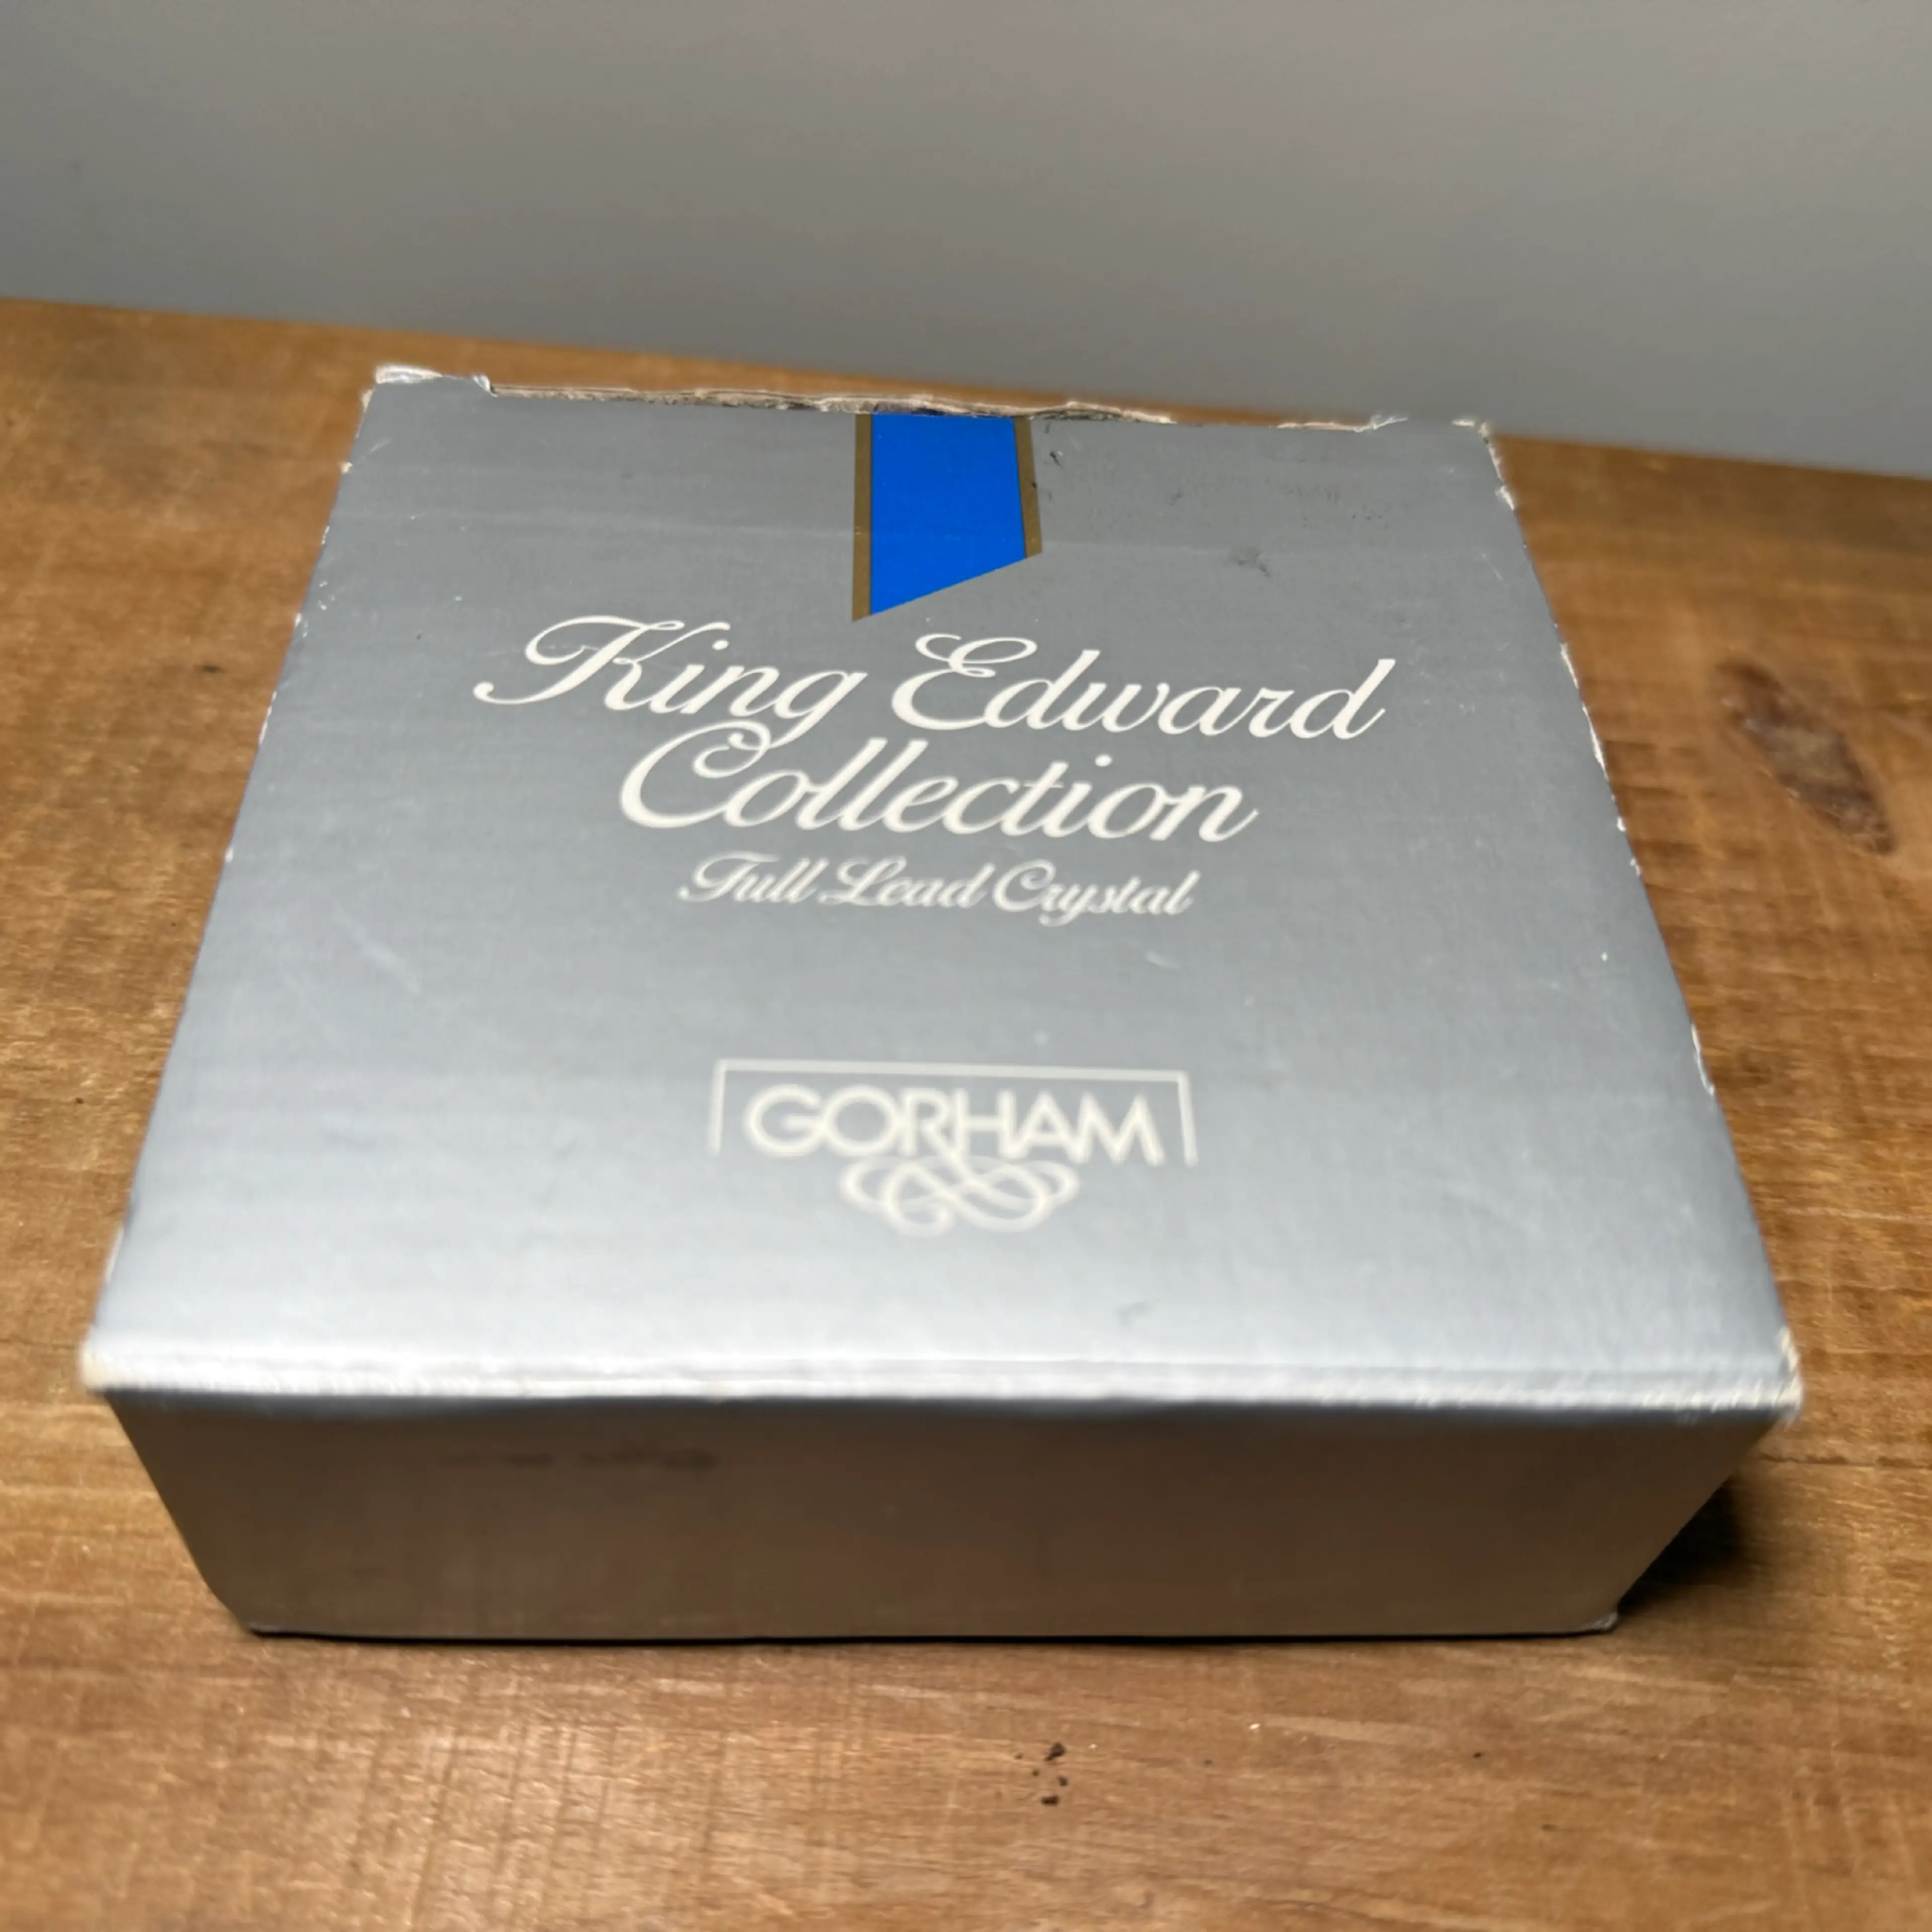 King Edward
Collection
Full Lead Crystal
GORHAM